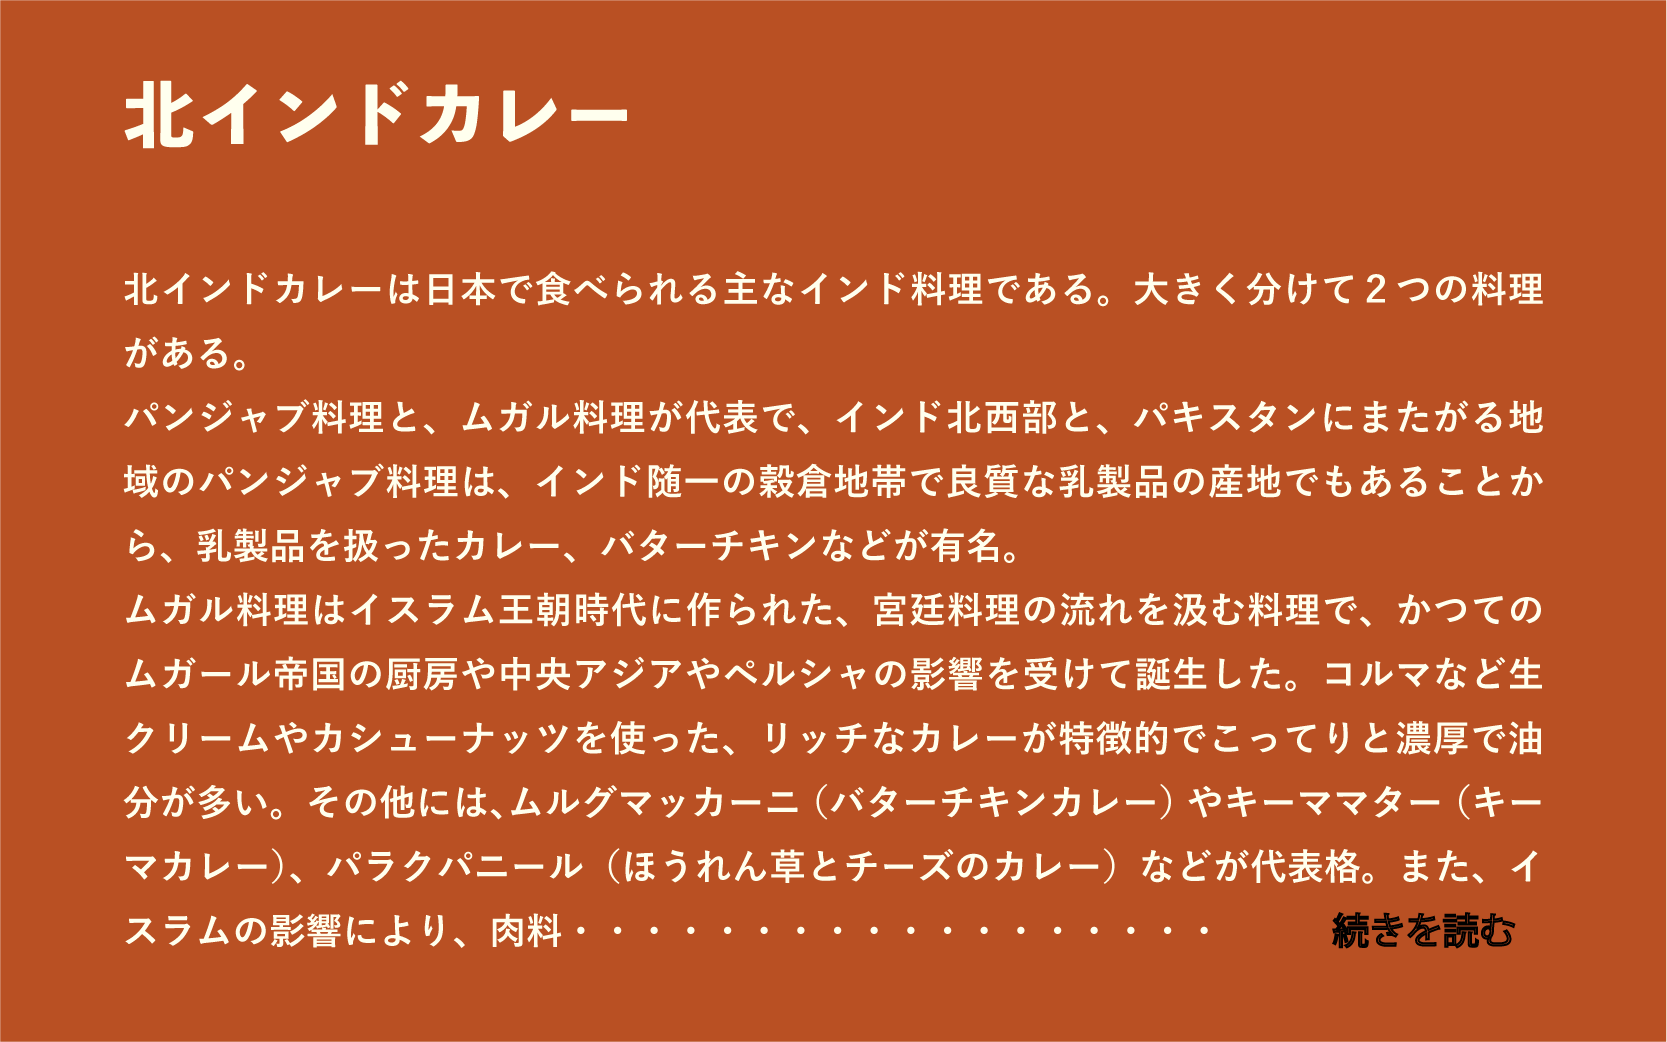 北インドカレー
北インドカレーは日本で食べられる主なインド料理である。大きく分けて２つの料理
がある。
パンジャブ料理と、ムガル料理が代表で、インド北西部と、パキスタンにまたがる地
域のパンジャブ料理は、インド随一の穀倉地帯で良質な乳製品の産地でもあることか
ら、乳製品を扱ったカレー、バターチキンなどが有名。
ムガル料理はイスラム王朝時代に作られた、宮廷料理の流れを汲む料理で、かつての
ムガール帝国の厨房や中央アジアやペルシャの影響を受けて誕生した。コルマなど生
クリームやカシューナッツを使った、リッチなカレーが特徴的でこってりと濃厚で油
分が多い。その他には、ムルグマッカーニ（バターチキンカレー）やキーママター（キー
マカレー）、パラクパニール（ほうれん草とチーズのカレー）などが代表格。また、イ
スラムの影響により、肉料・・・・・・・・・・・・・・・・・・ 続きを読む